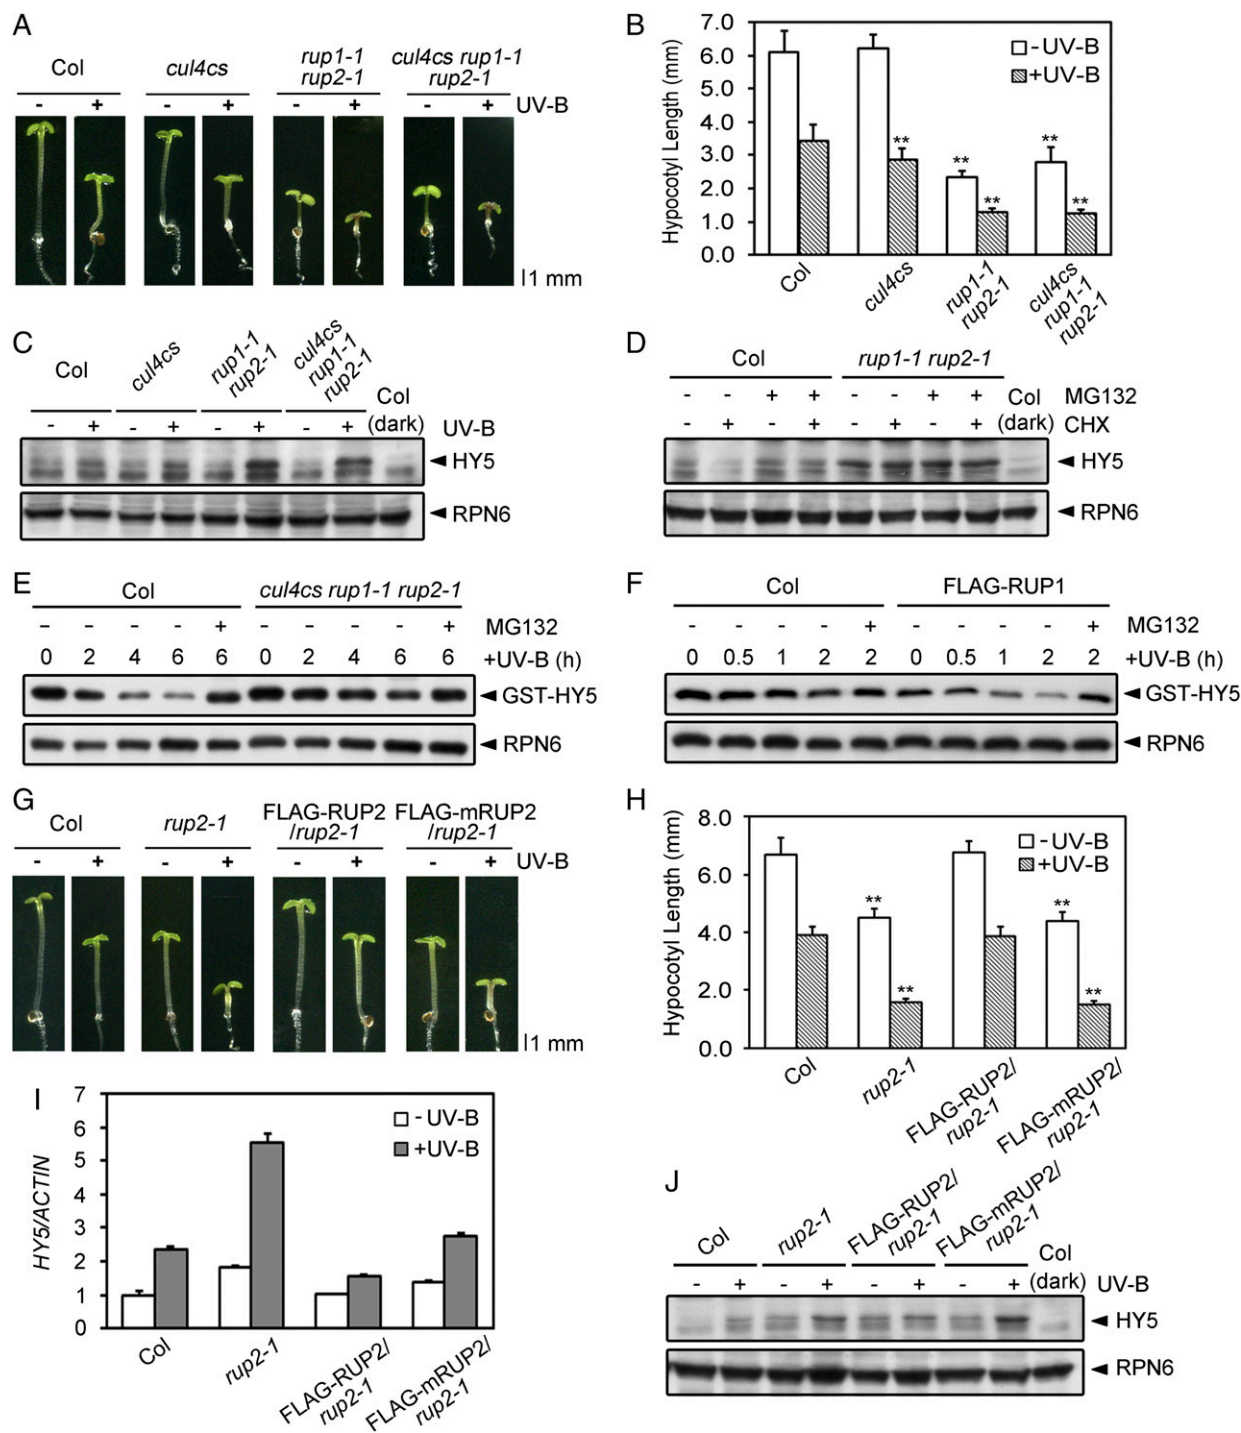 A
Col cul4cs rup1-1 rup2-1 cul4cs rup1-1 rup2-1
- + - + - + - + UV-B
1 mm
B
Hypocotyl Length (mm)
7.0
6.0
5.0
4.0
3.0
2.0
1.0
0.0
-UV-B
+UV-B
** ** ** ** **
Col cul4cs rup1-1 rup2-1 cul4cs rup1-1 rup2-1
C
Col cul4cs rup1-1 rup2-1 cul4cs rup1-1 rup2-1 Col (dark)
- + - + - + - + UV-B
HY5
RPN6
D
Col rup1-1 rup2-1 Col (dark)
- - + + - - + + MG132
- + - + - + - + CHX
HY5
RPN6
E
Col cul4cs rup1-1 rup2-1
- - - - + - - - - + MG132
0 2 4 6 6 0 2 4 6 6 +UV-B (h)
GST-HY5
RPN6
F
Col FLAG-RUP1
- - - - + - - - - + MG132
0 0.5 1 2 2 0 0.5 1 2 2 +UV-B (h)
GST-HY5
RPN6
G
Col rup2-1 FLAG-RUP2 /rup2-1 FLAG-mRUP2 /rup2-1
- + - + - + - + UV-B
1 mm
H
Hypocotyl Length (mm)
8.0
6.0
4.0
2.0
0.0
-UV-B
+UV-B
** ** ** **
Col rup2-1 FLAG-RUP2/ rup2-1 FLAG-mRUP2/ rup2-1
I
HY5/ACTIN
7
6
5
4
3
2
1
0
-UV-B
+UV-B
Col rup2-1 FLAG-RUP2/ rup2-1 FLAG-mRUP2/ rup2-1
J
Col rup2-1 FLAG-RUP2/ rup2-1 FLAG-mRUP2/ rup2-1 Col (dark)
- + - + - + - + UV-B
HY5
RPN6